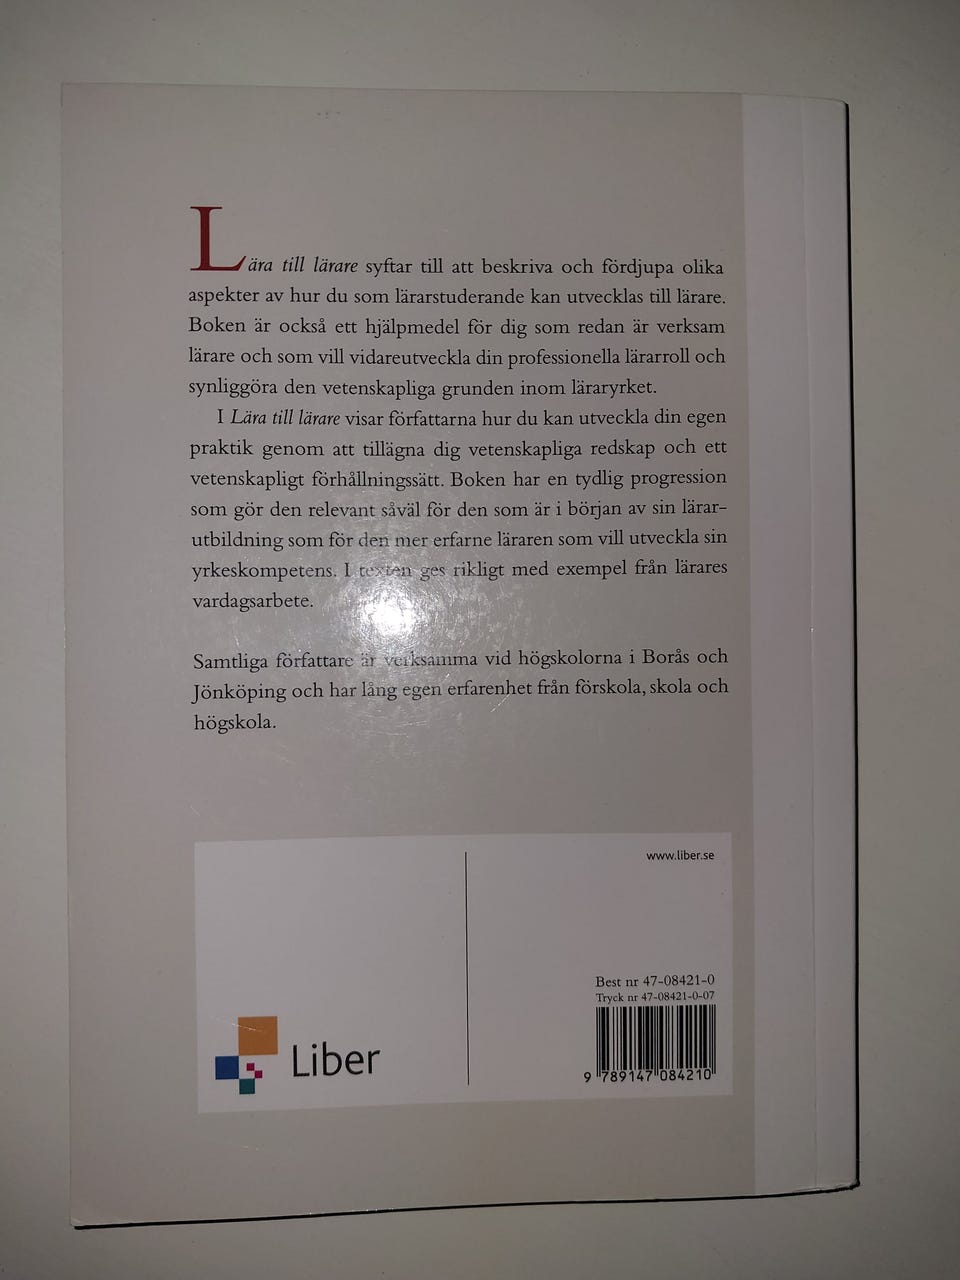 Lära till lärare syftar till att beskriva och fördjupa olika
aspekter av hur du som lärarstuderande kan utvecklas till lärare.
Boken är också ett hjälpmedel för dig som redan är verksam
lärare och som vill vidareutveckla din professionella lärarroll och
synliggöra den vetenskapliga grunden inom läraryrket.
I Lära till lärare visar författarna hur du kan utveckla din egen
praktik genom att tillägna dig vetenskapliga redskap och ett
vetenskapligt förhållningssätt. Boken har en tydlig progression
som gör den relevant såväl för den som är i början av sin lärar-
utbildning som för den mer erfarne läraren som vill utveckla sin
yrkeskompetens. I texten ges rikligt med exempel från lärares
vardagsarbete.
Samtliga författare är verksamma vid högskolorna i Borås och
Jönköping och har lång egen erfarenhet från förskola, skola och
högskola.
www.liber.se
Best nr 47-08421-0
Tryck nr 47-08421-0-07
9 789147 084210
Liber